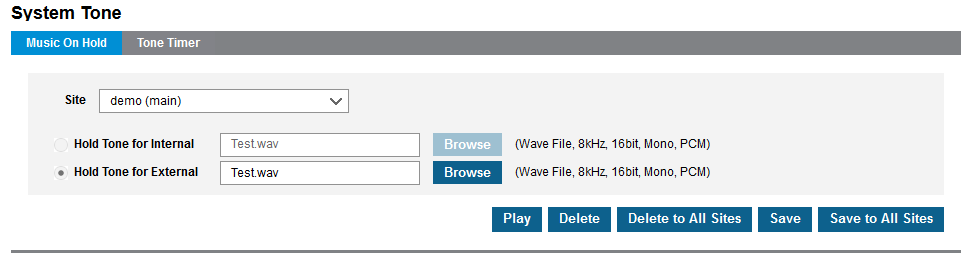 System Tone
Music On Hold Tone Timer
Site demo (main)
Hold Tone for Internal Test.wav Browse (Wave File, 8kHz, 16bit, Mono, PCM)
Hold Tone for External Test.wav Browse (Wave File, 8kHz, 16bit, Mono, PCM)
Play Delete Delete to All Sites Save Save to All Sites